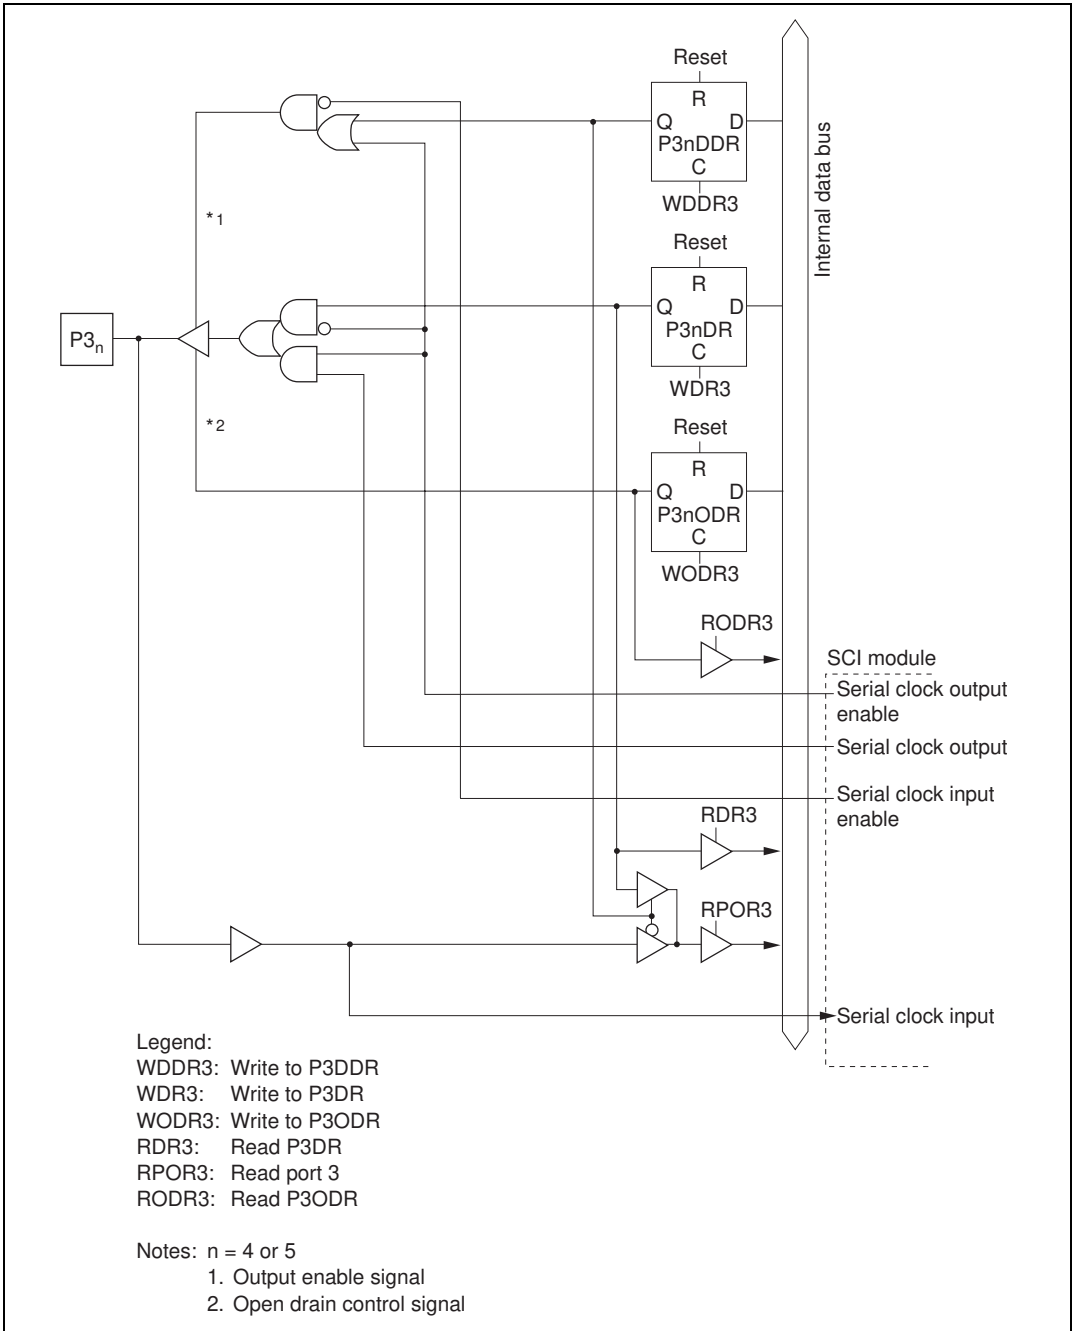 Reset
R
Q D
P3nDDR
C
WDDR3
Internal data bus
*1
Reset
R
Q D
P3nDR
C
WDR3
P3n
*2
Reset
R
Q D
P3nODR
C
WODR3
RODR3
SCI module
Serial clock output
enable
Serial clock output
Serial clock input
enable
RDR3
RPOR3
Serial clock input
Legend:
WDDR3: Write to P3DDR
WDR3: Write to P3DR
WODR3: Write to P3ODR
RDR3: Read P3DR
RPOR3: Read port 3
RODR3: Read P3ODR
Notes: n = 4 or 5
1. Output enable signal
2. Open drain control signal